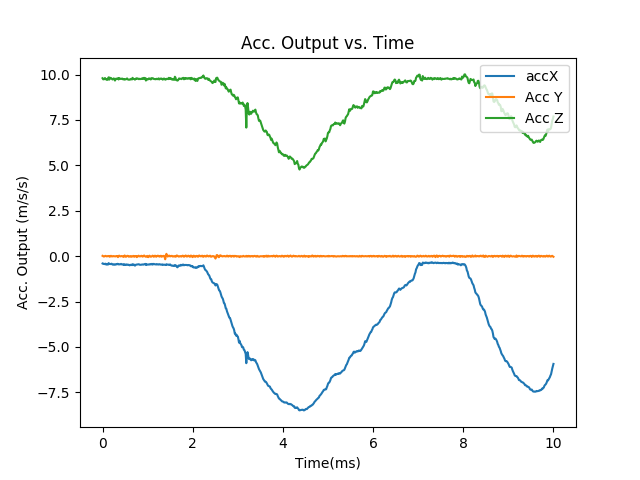 Acc. Output vs. Time
Acc. Output (m/s/s)
10.0
7.5
5.0
2.5
0.0
−2.5
−5.0
−7.5
accX
Acc Y
Acc Z
0 2 4 6 8 10
Time(ms)